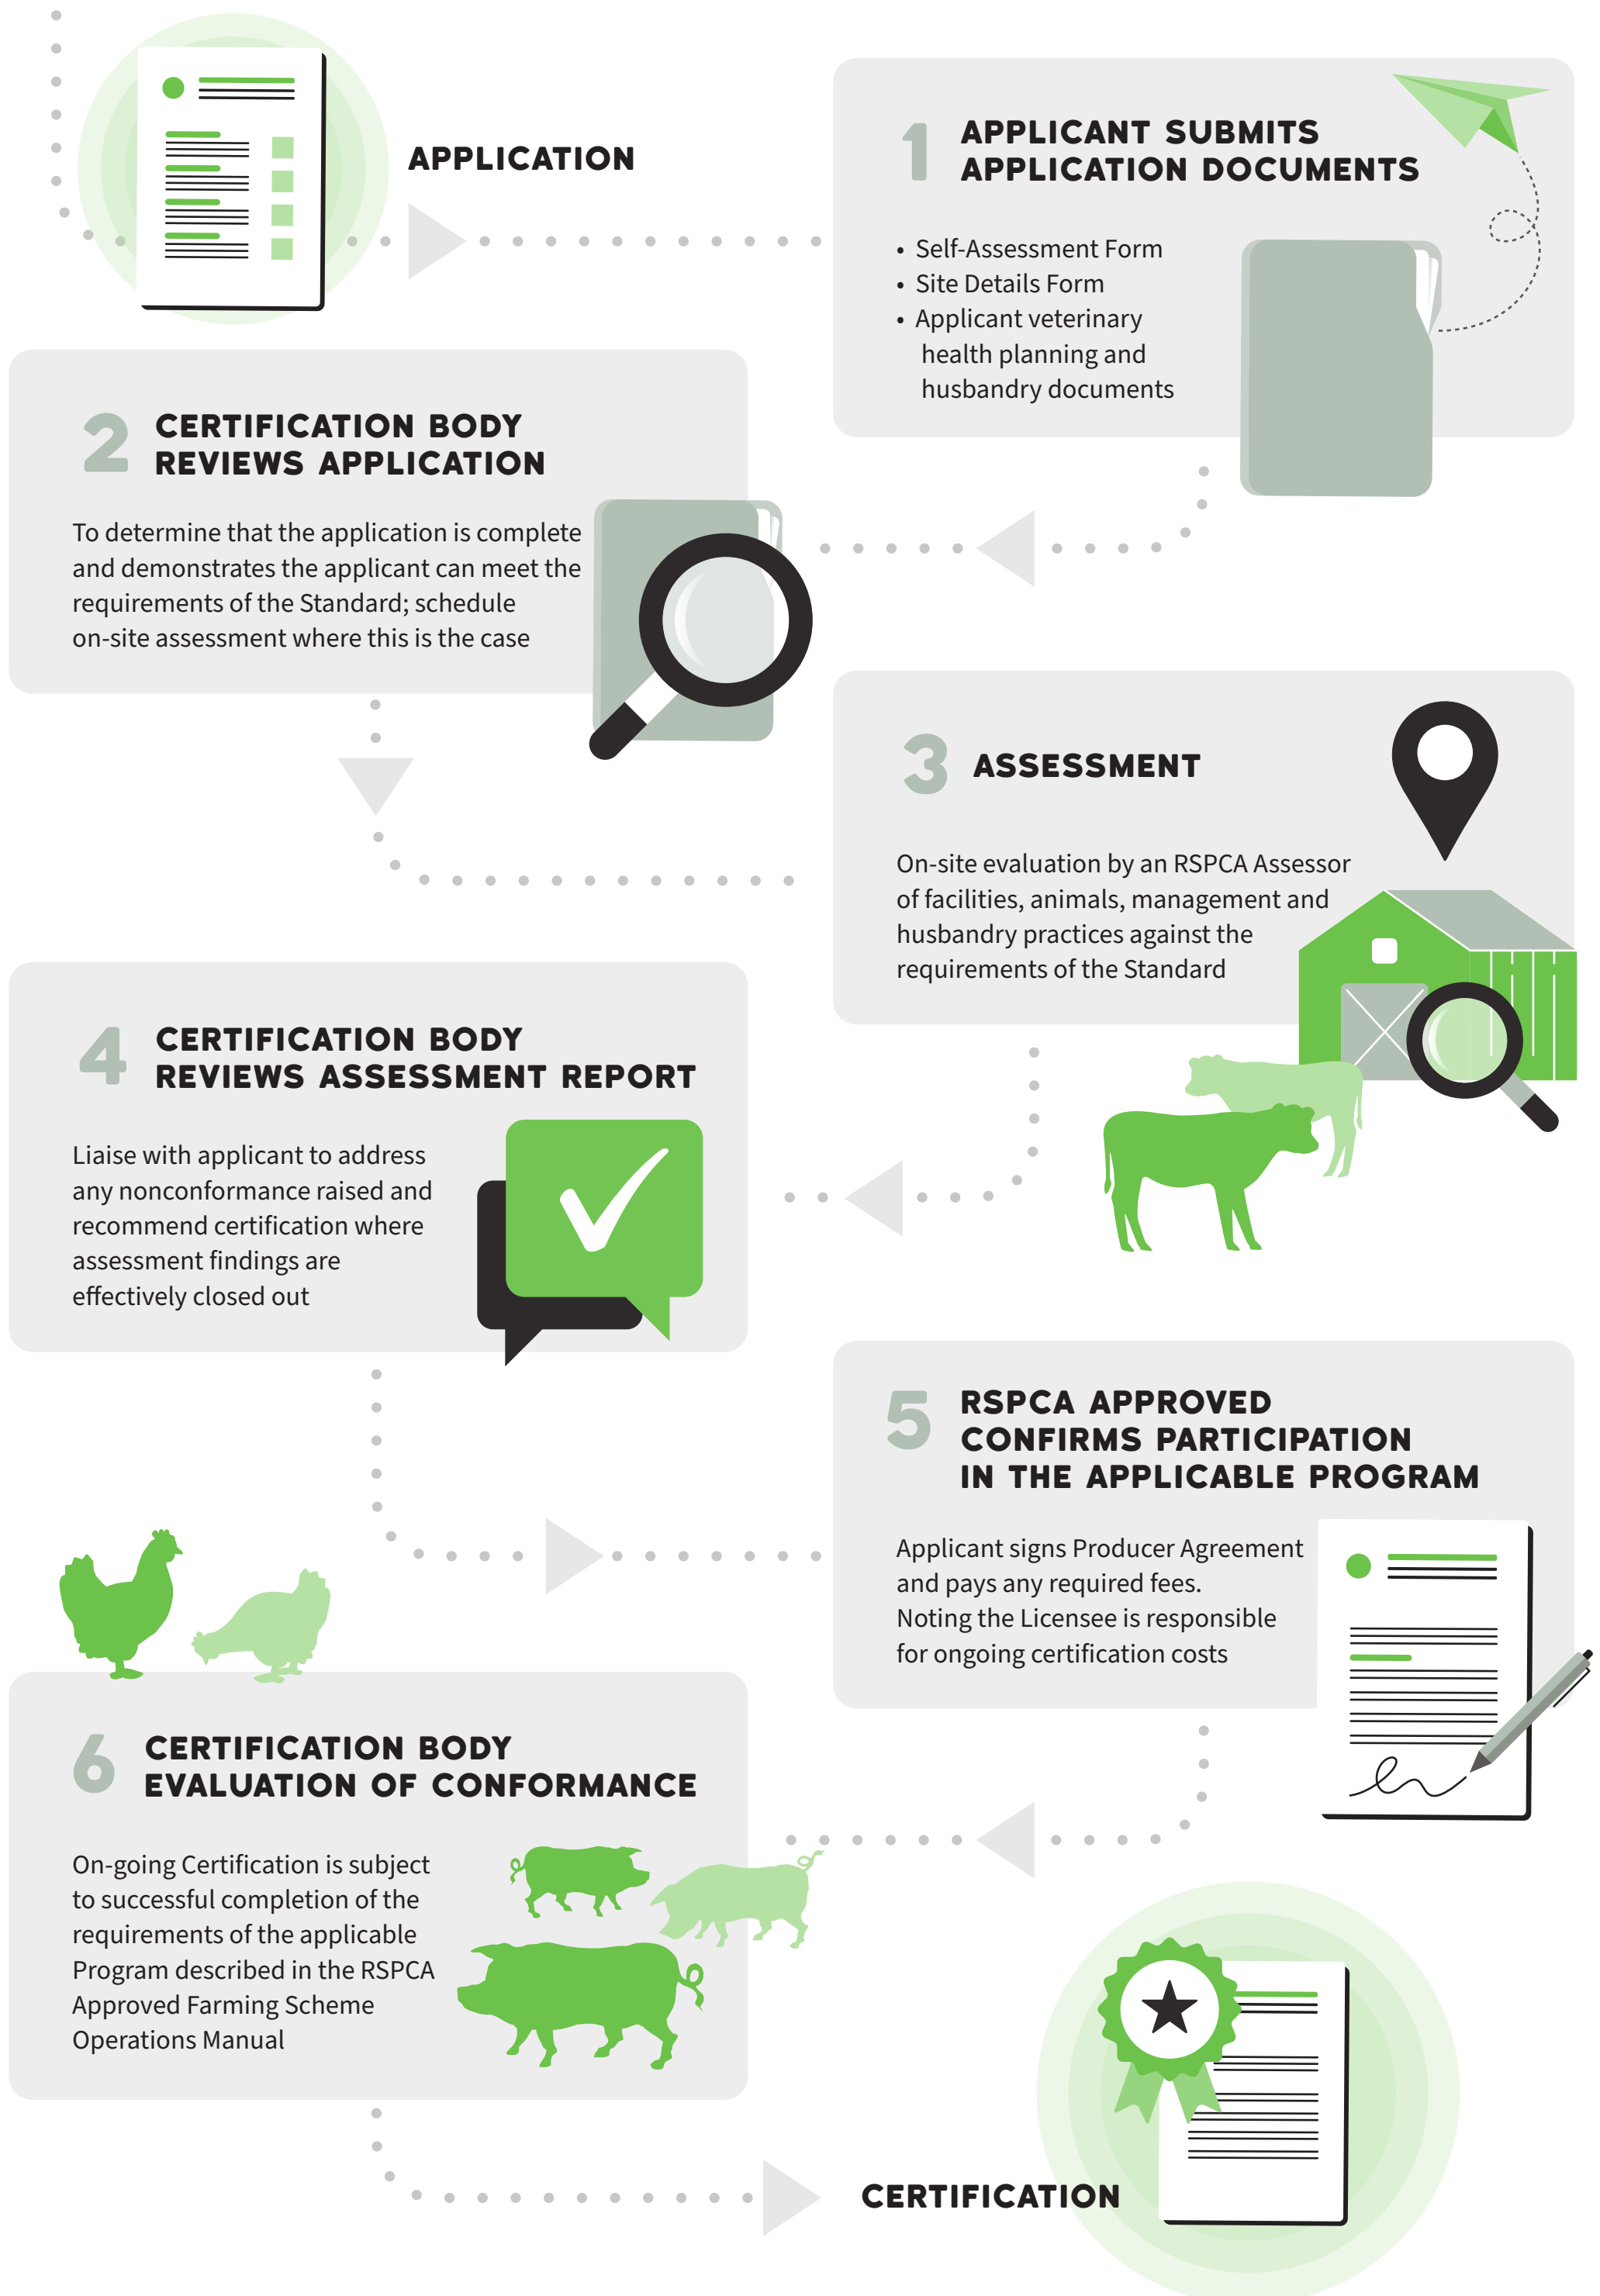 APPLICATION
1 APPLICANT SUBMITS
APPLICATION DOCUMENTS
• Self-Assessment Form
• Site Details Form
• Applicant veterinary
health planning and
husbandry documents
2 CERTIFICATION BODY
REVIEWS APPLICATION
To determine that the application is complete
and demonstrates the applicant can meet the
requirements of the Standard; schedule
on-site assessment where this is the case
3 ASSESSMENT
On-site evaluation by an RSPCA Assessor
of facilities, animals, management and
husbandry practices against the
requirements of the Standard
4 CERTIFICATION BODY
REVIEWS ASSESSMENT REPORT
Liaise with applicant to address
any nonconformance raised and
recommend certification where
assessment findings are
effectively closed out
5 RSPCA APPROVED
CONFIRMS PARTICIPATION
IN THE APPLICABLE PROGRAM
Applicant signs Producer Agreement
and pays any required fees.
Noting the Licensee is responsible
for ongoing certification costs
6 CERTIFICATION BODY
EVALUATION OF CONFORMANCE
On-going Certification is subject
to successful completion of the
requirements of the applicable
Program described in the RSPCA
Approved Farming Scheme
Operations Manual
CERTIFICATION